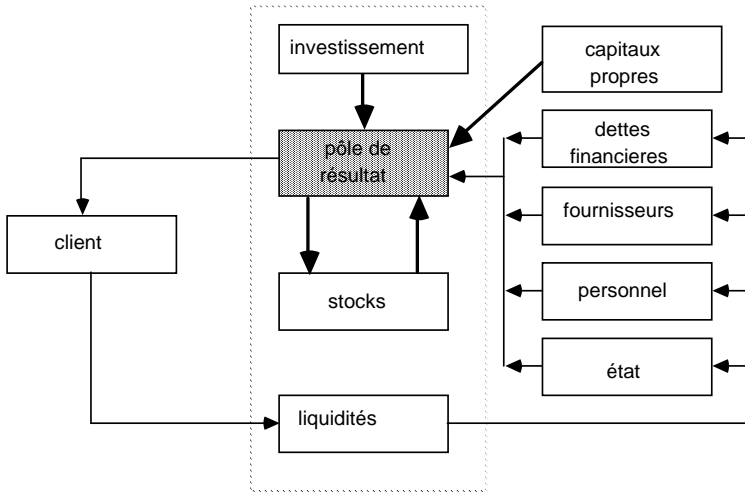 investissement
capitaux
propres
pôle de
résultat
dettes
financieres
fournisseurs
client
personnel
stocks
état
liquidités